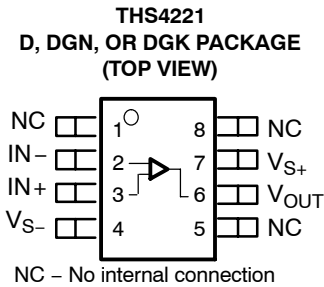 THS4221
D, DGN, OR DGK PACKAGE
(TOP VIEW)
NC 1 8 NC
IN− 2 7 VS+
IN+ 3 6 VOUT
VS− 4 5 NC
NC − No internal connection